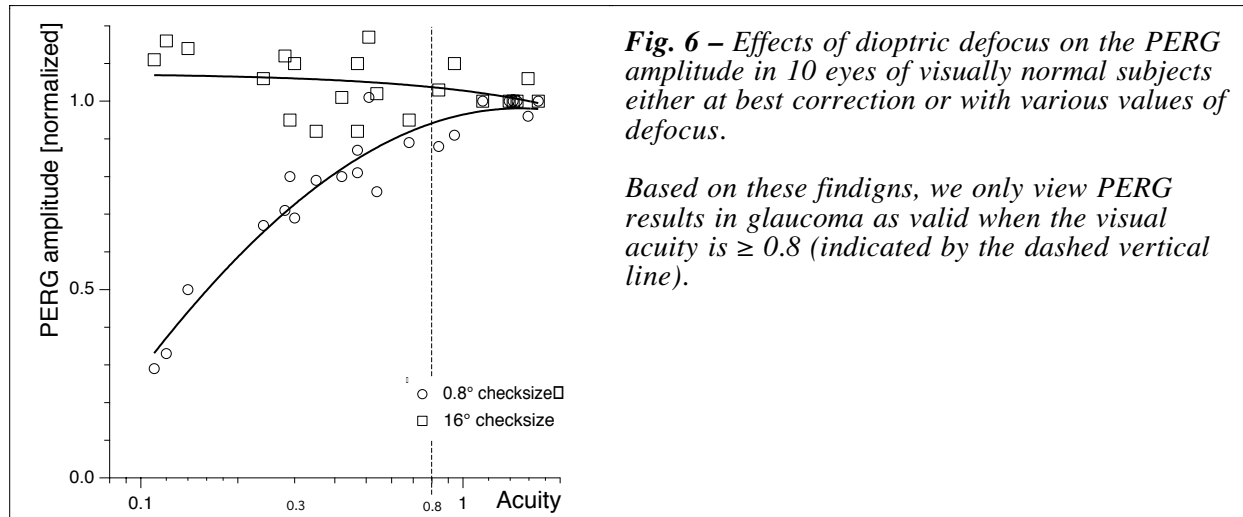 PERG amplitude [normalized]
1.0
0.5
0.0
0.8° checksize
16° checksize
0.1
0.3
0.8
1
Acuity
Fig. 6 – Effects of dioptric defocus on the PERG
amplitude in 10 eyes of visually normal subjects
either at best correction or with various values of
defocus.
Based on these findigns, we only view PERG
results in glaucoma as valid when the visual
acuity is ≥ 0.8 (indicated by the dashed vertical
line).